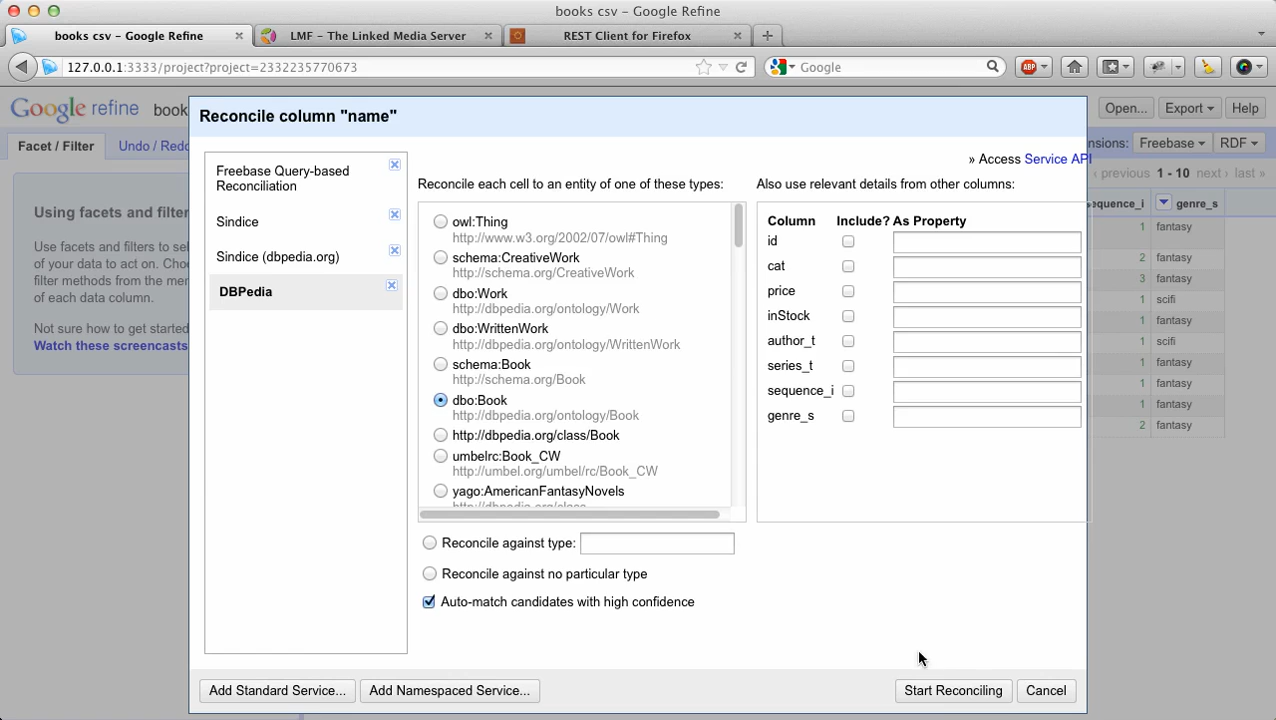 books csv – Google Refine
books csv – Google Refine
LMF – The Linked Media Server
REST Client for Firefox
127.0.0.1:3333/project?project=2332235770673
Google
ABP
Google refine
book
Open...
Export
Help
Facet / Filter
Undo / Redo
nsions:
Freebase
RDF
previous 1 - 10 next › last »
Using facets and filter
Use facets and filters to sel
of your data to act on. Choo
filter methods from the men
of each data column.
Not sure how to get started
Watch these screencasts
equence_i
genre_s
1 fantasy
2 fantasy
3 fantasy
1 scifi
1 fantasy
1 scifi
1 fantasy
1 fantasy
1 fantasy
2 fantasy
Reconcile column "name"
» Access Service API
Freebase Query-based
Reconciliation
Sindice
Sindice (dbpedia.org)
DBPedia
Reconcile each cell to an entity of one of these types:
owl:Thing
http://www.w3.org/2002/07/owl#Thing
schema:CreativeWork
http://schema.org/CreativeWork
dbo:Work
http://dbpedia.org/ontology/Work
dbo:WrittenWork
http://dbpedia.org/ontology/WrittenWork
schema:Book
http://schema.org/Book
dbo:Book
http://dbpedia.org/ontology/Book
http://dbpedia.org/class/Book
umbelrc:Book_CW
http://umbel.org/umbel/rc/Book_CW
yago:AmericanFantasyNovels
http://dbpedia.org/class
Reconcile against type:
Reconcile against no particular type
Auto-match candidates with high confidence
Also use relevant details from other columns:
Column Include? As Property
id
cat
price
inStock
author_t
series_t
sequence_i
genre_s
Add Standard Service...
Add Namespaced Service...
Start Reconciling
Cancel